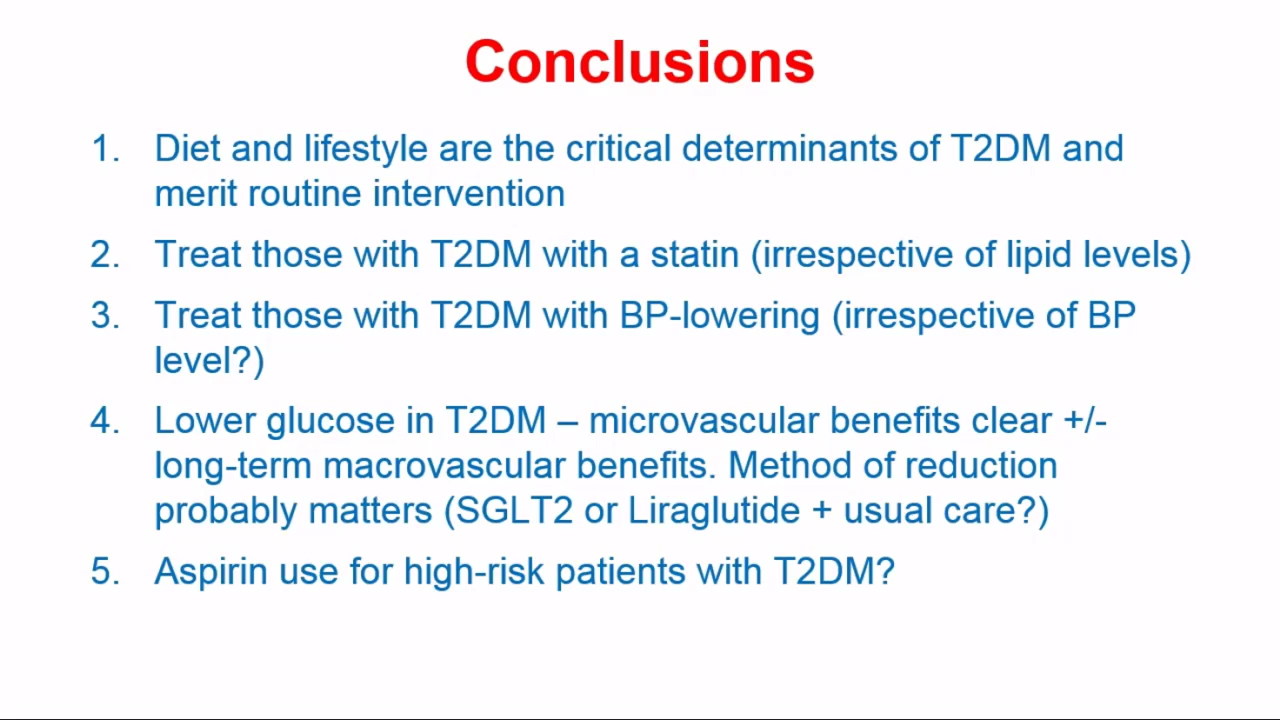 Conclusions
1. Diet and lifestyle are the critical determinants of T2DM and
merit routine intervention
2. Treat those with T2DM with a statin (irrespective of lipid levels)
3. Treat those with T2DM with BP-lowering (irrespective of BP
level?)
4. Lower glucose in T2DM – microvascular benefits clear +/-
long-term macrovascular benefits. Method of reduction
probably matters (SGLT2 or Liraglutide + usual care?)
5. Aspirin use for high-risk patients with T2DM?